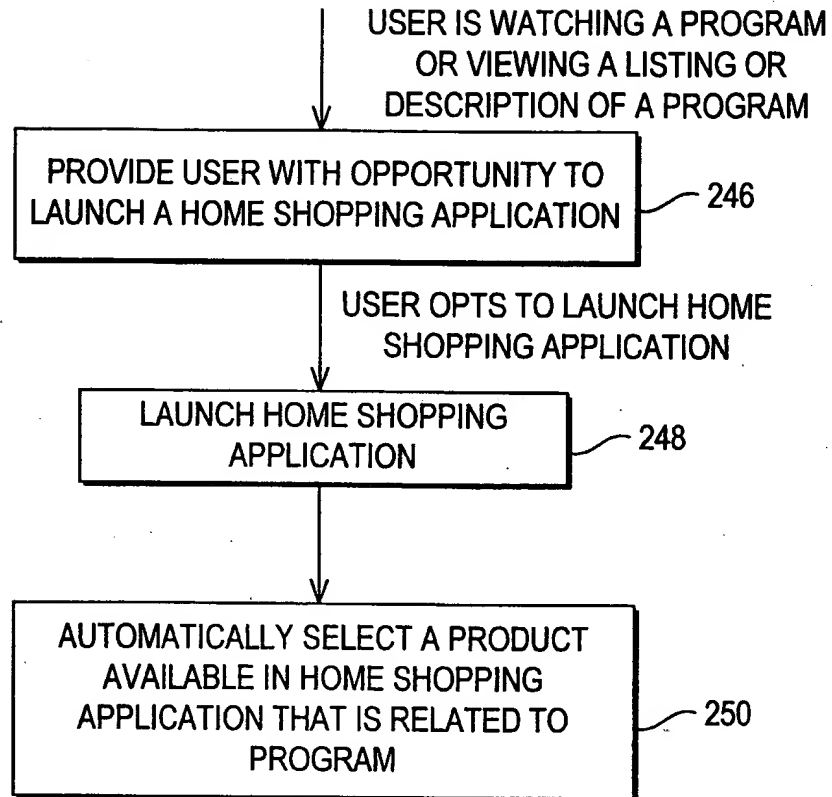 USER IS WATCHING A PROGRAM
OR VIEWING A LISTING OR
DESCRIPTION OF A PROGRAM
PROVIDE USER WITH OPPORTUNITY TO
LAUNCH A HOME SHOPPING APPLICATION
246
USER OPTS TO LAUNCH HOME
SHOPPING APPLICATION
LAUNCH HOME SHOPPING
APPLICATION
248
AUTOMATICALLY SELECT A PRODUCT
AVAILABLE IN HOME SHOPPING
APPLICATION THAT IS RELATED TO
PROGRAM
250